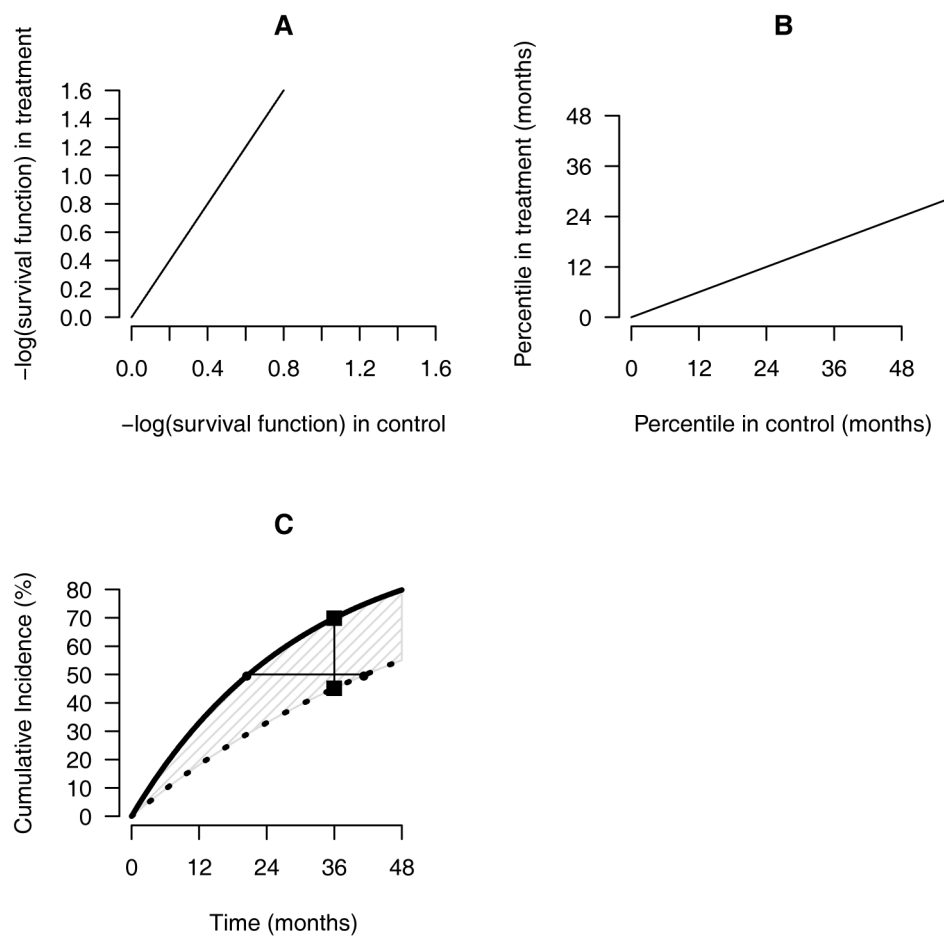 A
−log(survival function) in treatment
1.6
1.4
1.2
1.0
0.8
0.6
0.4
0.2
0.0
0.0 0.4 0.8 1.2 1.6
−log(survival function) in control
B
Percentile in treatment (months)
48
36
24
12
0
0 12 24 36 48
Percentile in control (months)
C
Cumulative Incidence (%)
80
70
60
50
40
30
20
10
0
0 12 24 36 48
Time (months)